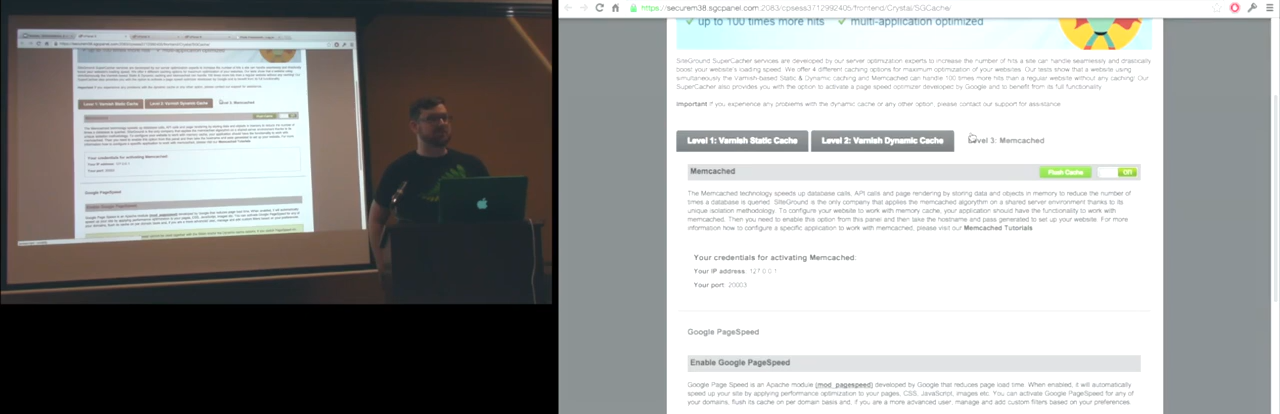 https://securem38.sgcpanel.com:2083/cpsess3712992405/frontend/Crystal/SGCache/
✓ up to 100 times more hits ✓ multi-application optimized
SiteGround SuperCacher services are developed by our server optimization experts to increase the number of hits a site can handle seamlessly and drastically
boost your website's loading speed. We offer 4 different caching options for maximum optimization of your websites. Our tests show that a website using
simultaneously the Varnish-based Static & Dynamic caching and Memcached can handle 100 times more hits than a regular website without any caching! Our
SuperCacher also provides you with the option to activate a page speed optimizer developed by Google and to benefit from its full functionality.
Important! If you experience any problems with the dynamic cache or any other option, please contact our support for assistance.
Level 1: Varnish Static Cache Level 2: Varnish Dynamic Cache Level 3: Memcached
Memcached Flush Cache Off
The Memcached technology speeds up database calls, API calls and page rendering by storing data and objects in memory to reduce the number of
times a database is queried. SiteGround is the only company that applies the memcached algorithm on a shared server environment thanks to its
unique isolation methodology. To configure your website to work with memory cache, your application should have the functionality to work with
memcached. Then you need to enable this option from this panel and then take the hostname and pass generated to set up your website. For more
information how to configure a specific application to work with memcached, please visit our Memcached Tutorials
Your credentials for activating Memcached:
Your IP address: 127.0.0.1
Your port: 20003
Google PageSpeed
Enable Google PageSpeed
Google Page Speed is an Apache module (mod_pagespeed) developed by Google that reduces page load time. When enabled, it will automatically
speed up your site by applying performance optimization to your pages, CSS, JavaScript, images etc. You can activate Google PageSpeed for any of
your domains, flush its cache on per domain basis and, if you are a more advanced user, manage and add custom filters based on your preferences.